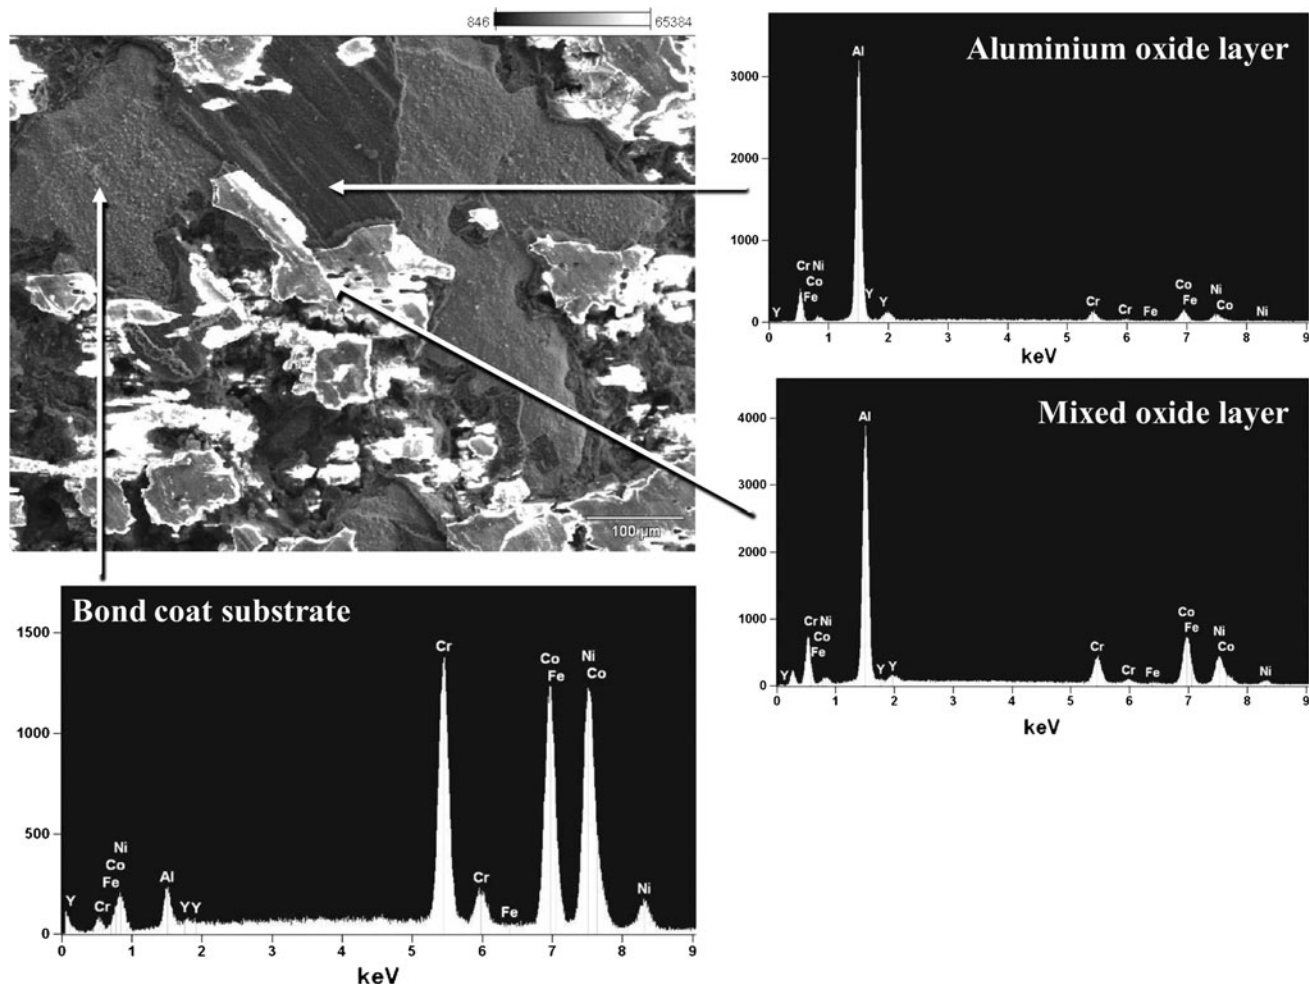 846 65384
100 µm
Aluminium oxide layer
Al
3000
2000
1000
0
Cr Ni
Co
Fe
Y
Y
Y
Cr
Cr
Fe
Co
Fe
Ni
Co
Ni
0 1 2 3 4 5 6 7 8 9
keV
Mixed oxide layer
Al
4000
3000
2000
1000
0
Cr Ni
Co
Fe
Y
Y Y
Cr
Cr
Fe
Co
Fe
Ni
Co
Ni
0 1 2 3 4 5 6 7 8 9
keV
Bond coat substrate
1500
1000
500
0
Cr
Co
Fe
Ni
Co
Ni
Co
Fe
Y
Cr
Al
YY
Cr
Fe
Ni
0 1 2 3 4 5 6 7 8 9
keV